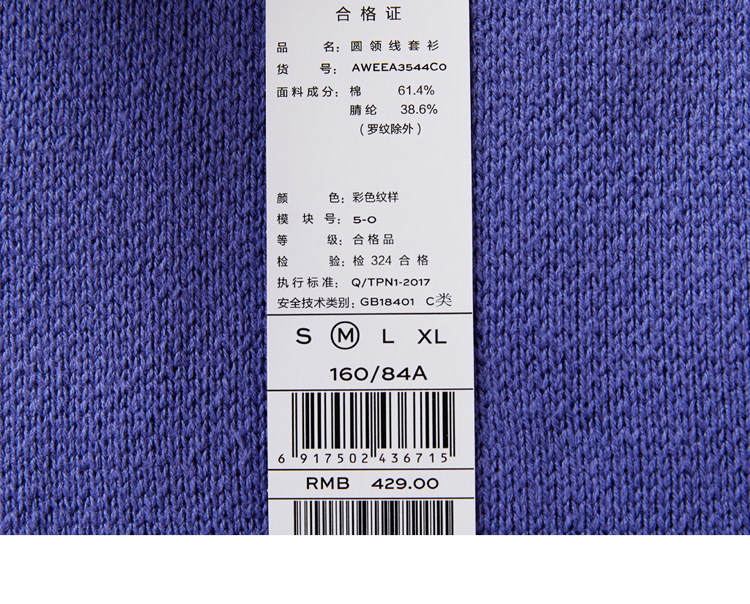 合格证
品 名: 圆领线套衫
货 号: AWEEA3544C0
面料成分: 棉 61.4%
腈纶 38.6%
(罗纹除外)
颜 色: 彩色纹样
模块号: 5-0
等 级: 合格品
检 验: 检 324 合格
执行标准: Q/TPN1-2017
安全技术类别: GB18401 C类
S M L XL
160/84A
6 917502 436715
RMB 429.00